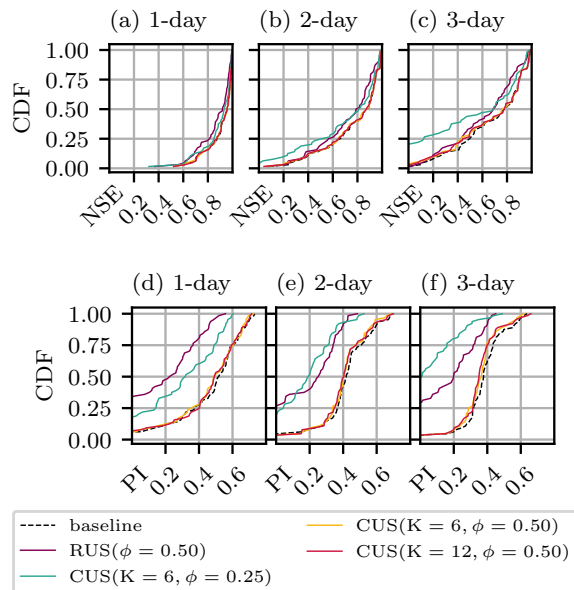 (a) 1-day (b) 2-day (c) 3-day
CDF
1.00
0.75
0.50
0.25
0.00
NSE 0.2 0.4 0.6 0.8 NSE 0.2 0.4 0.6 0.8 NSE 0.2 0.4 0.6 0.8
(d) 1-day (e) 2-day (f) 3-day
CDF
1.00
0.75
0.50
0.25
0.00
PI 0.2 0.4 0.6 PI 0.2 0.4 0.6 PI 0.2 0.4 0.6
baseline
RUS(ϕ = 0.50)
CUS(K = 6, ϕ = 0.25)
CUS(K = 6, ϕ = 0.50)
CUS(K = 12, ϕ = 0.50)